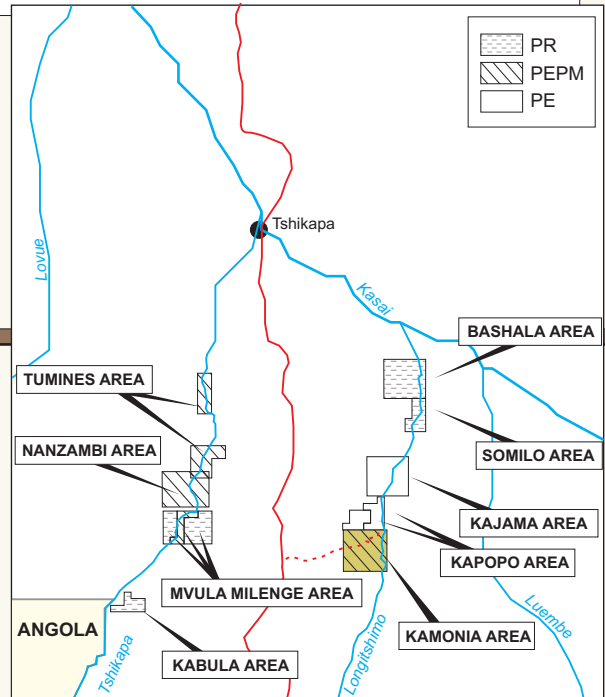 PR
PEPM
PE
Tshikapa
Lovue
Kasai
BASHALA AREA
TUMINES AREA
NANZAMBI AREA
SOMILO AREA
KAJAMA AREA
KAPOPO AREA
MVULA MILENGE AREA
KAMONIA AREA
ANGOLA
KABULA AREA
Tshikapa
Longitshimo
Luembe